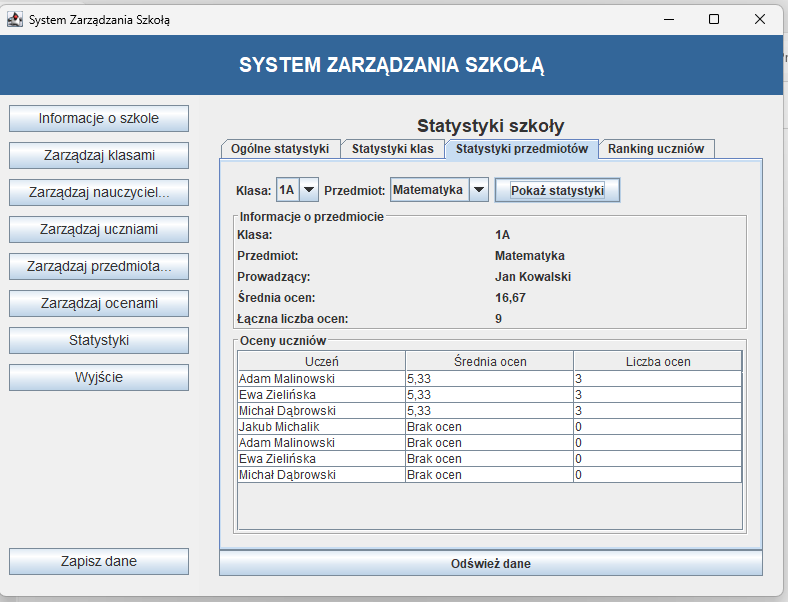 System Zarządzania Szkołą
SYSTEM ZARZĄDZANIA SZKOŁĄ
Informacje o szkole
Zarządzaj klasami
Zarządzaj nauczyciel...
Zarządzaj uczniami
Zarządzaj przedmiota...
Zarządzaj ocenami
Statystyki
Wyjście
Zapisz dane
Statystyki szkoły
Ogólne statystyki Statystyki klas Statystyki przedmiotów Ranking uczniów
Klasa: 1A Przedmiot: Matematyka Pokaż statystyki
Informacje o przedmiocie
Klasa: 1A
Przedmiot: Matematyka
Prowadzący: Jan Kowalski
Średnia ocen: 16,67
Łączna liczba ocen: 9
Oceny uczniów
Uczeń Średnia ocen Liczba ocen
Adam Malinowski 5,33 3
Ewa Zielińska 5,33 3
Michał Dąbrowski 5,33 3
Jakub Michalik Brak ocen 0
Adam Malinowski Brak ocen 0
Ewa Zielińska Brak ocen 0
Michał Dąbrowski Brak ocen 0
Odśwież dane